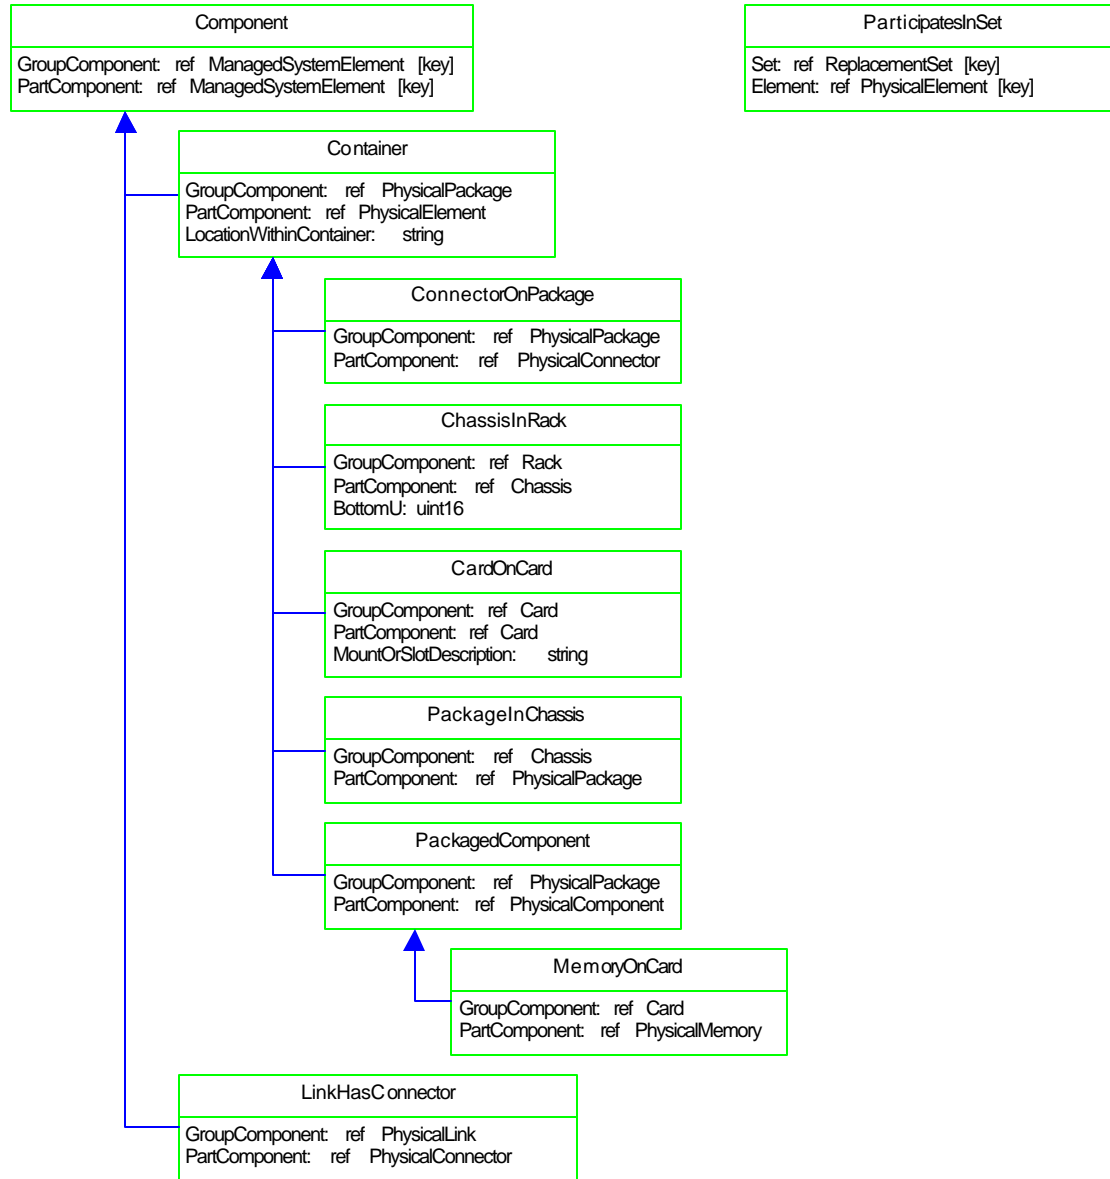 Component
GroupComponent: ref ManagedSystemElement [key]
PartComponent: ref ManagedSystemElement [key]
ParticipatesInSet
Set: ref ReplacementSet [key]
Element: ref PhysicalElement [key]
Container
GroupComponent: ref PhysicalPackage
PartComponent: ref PhysicalElement
LocationWithinContainer: string
ConnectorOnPackage
GroupComponent: ref PhysicalPackage
PartComponent: ref PhysicalConnector
ChassisInRack
GroupComponent: ref Rack
PartComponent: ref Chassis
BottomU: uint16
CardOnCard
GroupComponent: ref Card
PartComponent: ref Card
MountOrSlotDescription: string
PackageInChassis
GroupComponent: ref Chassis
PartComponent: ref PhysicalPackage
PackagedComponent
GroupComponent: ref PhysicalPackage
PartComponent: ref PhysicalComponent
MemoryOnCard
GroupComponent: ref Card
PartComponent: ref PhysicalMemory
LinkHasConnector
GroupComponent: ref PhysicalLink
PartComponent: ref PhysicalConnector